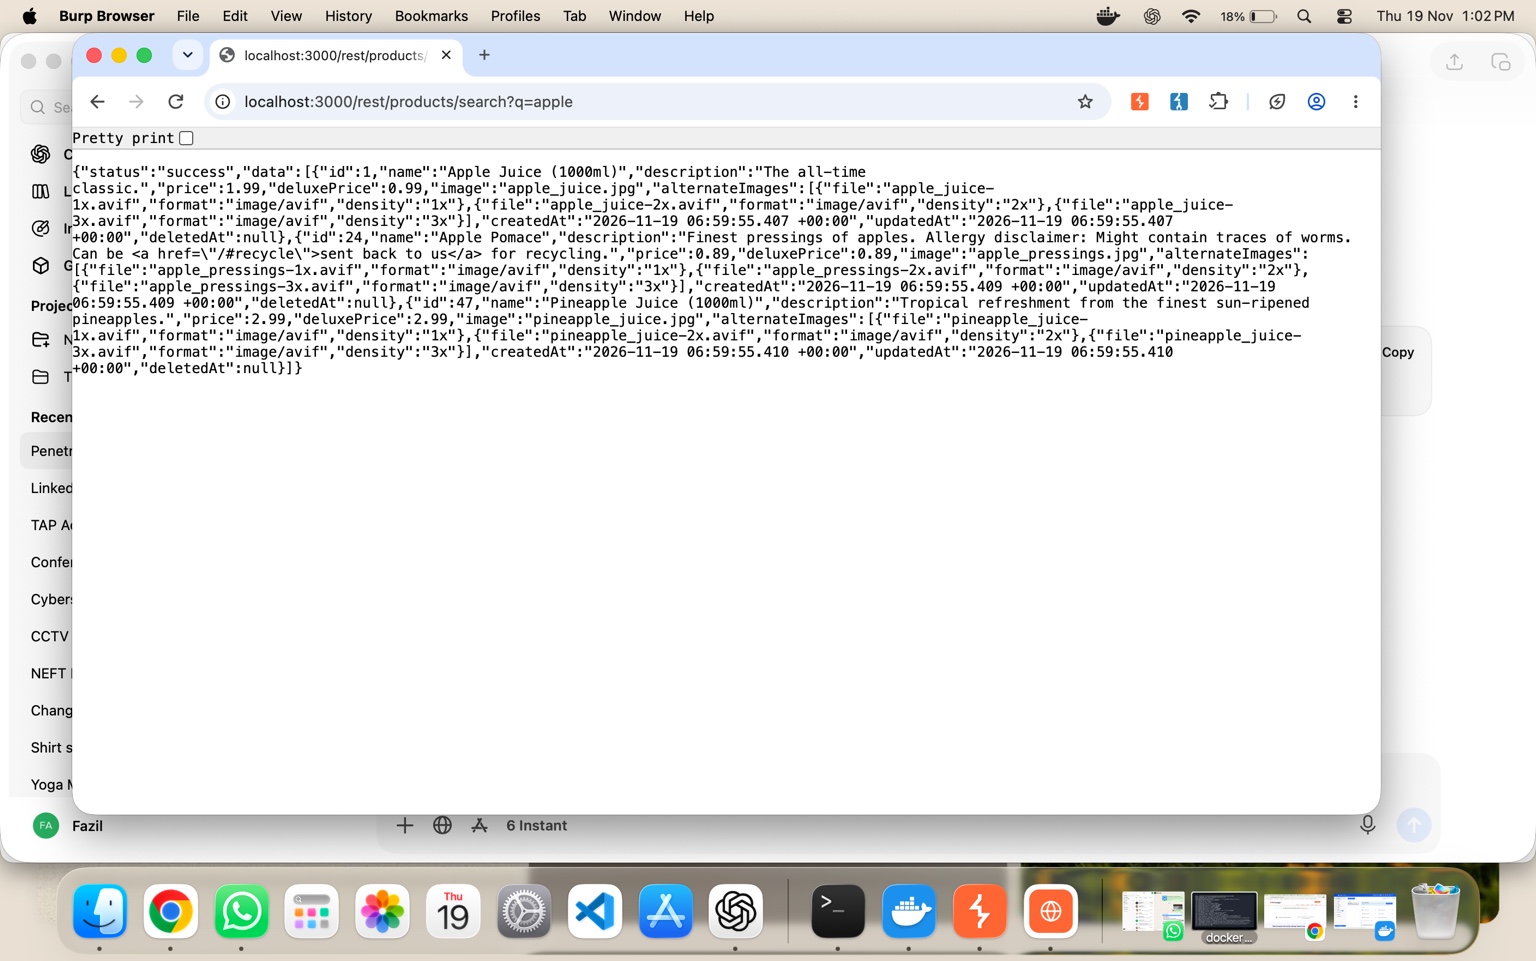 Burp Browser File Edit View History Bookmarks Profiles Tab Window Help 18% Thu 19 Nov 1:02 PM
localhost:3000/rest/products/
localhost:3000/rest/products/search?q=apple
Pretty print
{"status":"success","data":[{"id":1,"name":"Apple Juice (1000ml)","description":"The all-time
classic.","price":1.99,"deluxePrice":0.99,"image":"apple_juice.jpg","alternateImages":[{"file":"apple_juice-
1x.avif","format":"image/avif","density":"1x"},{"file":"apple_juice-2x.avif","format":"image/avif","density":"2x"},{"file":"apple_juice-
3x.avif","format":"image/avif","density":"3x"}],"createdAt":"2026-11-19 06:59:55.407 +00:00","updatedAt":"2026-11-19 06:59:55.407
+00:00","deletedAt":null},{"id":24,"name":"Apple Pomace","description":"Finest pressings of apples. Allergy disclaimer: Might contain traces of worms.
Can be <a href=\"/#recycle\">sent back to us</a> for recycling.","price":0.89,"deluxePrice":0.89,"image":"apple_pressings.jpg","alternateImages":
[{"file":"apple_pressings-1x.avif","format":"image/avif","density":"1x"},{"file":"apple_pressings-2x.avif","format":"image/avif","density":"2x"},
{"file":"apple_pressings-3x.avif","format":"image/avif","density":"3x"}],"createdAt":"2026-11-19 06:59:55.409 +00:00","updatedAt":"2026-11-19
06:59:55.409 +00:00","deletedAt":null},{"id":47,"name":"Pineapple Juice (1000ml)","description":"Tropical refreshment from the finest sun-ripened
pineapples.","price":2.99,"deluxePrice":2.99,"image":"pineapple_juice.jpg","alternateImages":[{"file":"pineapple_juice-
1x.avif","format":"image/avif","density":"1x"},{"file":"pineapple_juice-2x.avif","format":"image/avif","density":"2x"},{"file":"pineapple_juice-
3x.avif","format":"image/avif","density":"3x"}],"createdAt":"2026-11-19 06:59:55.410 +00:00","updatedAt":"2026-11-19 06:59:55.410
+00:00","deletedAt":null}]}
Se
Projec
Recen
Penetr
Linked
TAP Ac
Confer
Cybers
CCTV
NEFT
Chang
Shirt s
Yoga M
Copy
FA Fazil
6 Instant
Thu
19
docker...